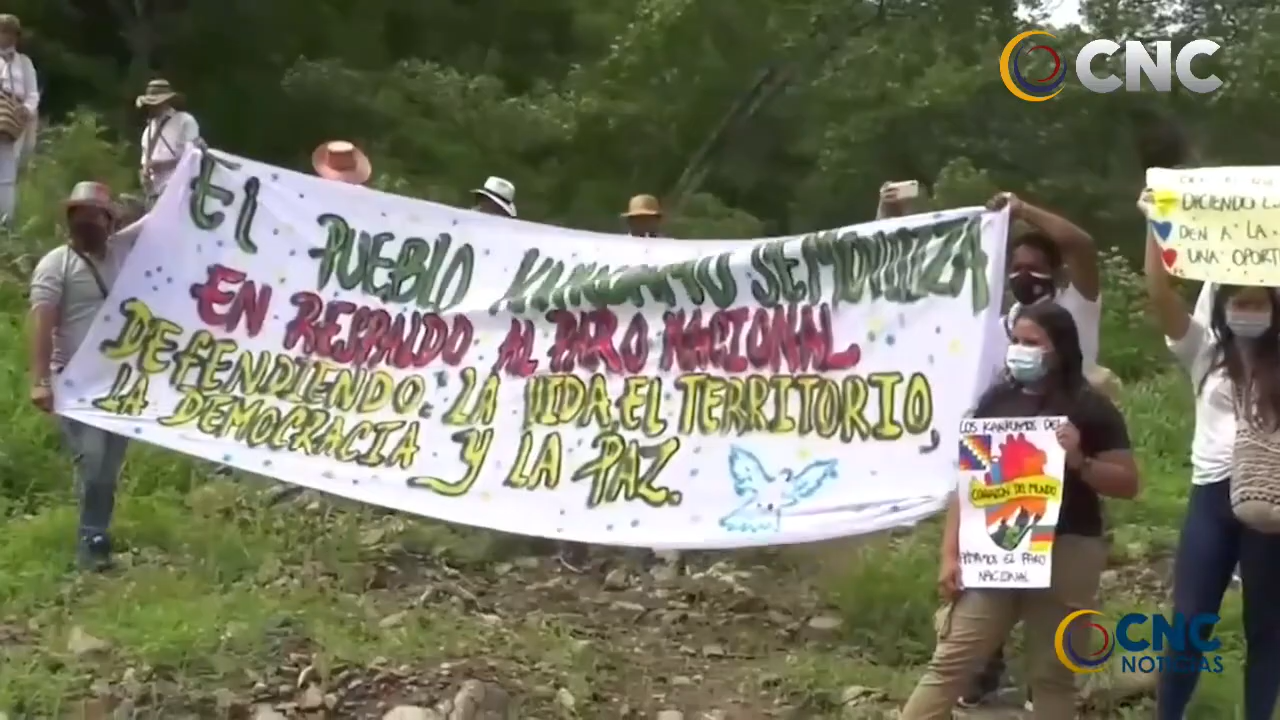 CNC
El PUEBLO KANKUAMO SE MOVILIZA
EN RESPALDO AL PARO NACIONAL
DEFENDIENDO: LA VIDA, EL TERRITORIO,
LA DEMOCRACIA Y LA PAZ.
DICIENDO
DEN A LA
UNA OPORT
LOS KANKUAMOS DEL
CORAZÓN DEL MUNDO
APOYAMOS EL PARO
NACIONAL
CNC
NOTICIAS